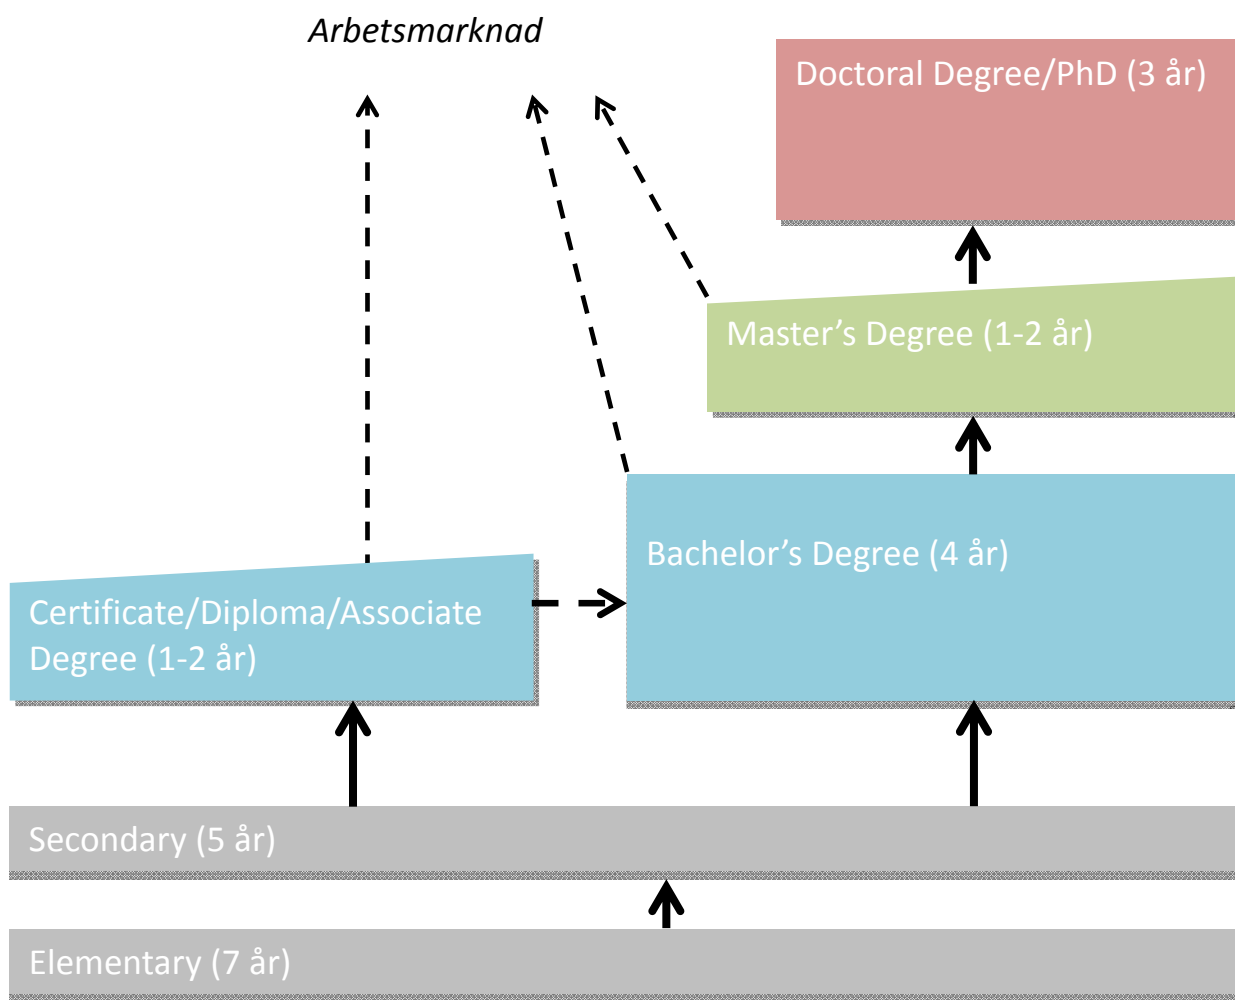 Arbetsmarknad
Doctoral Degree/PhD (3 år)
Master’s Degree (1-2 år)
Bachelor’s Degree (4 år)
Certificate/Diploma/Associate
Degree (1-2 år)
Secondary (5 år)
Elementary (7 år)